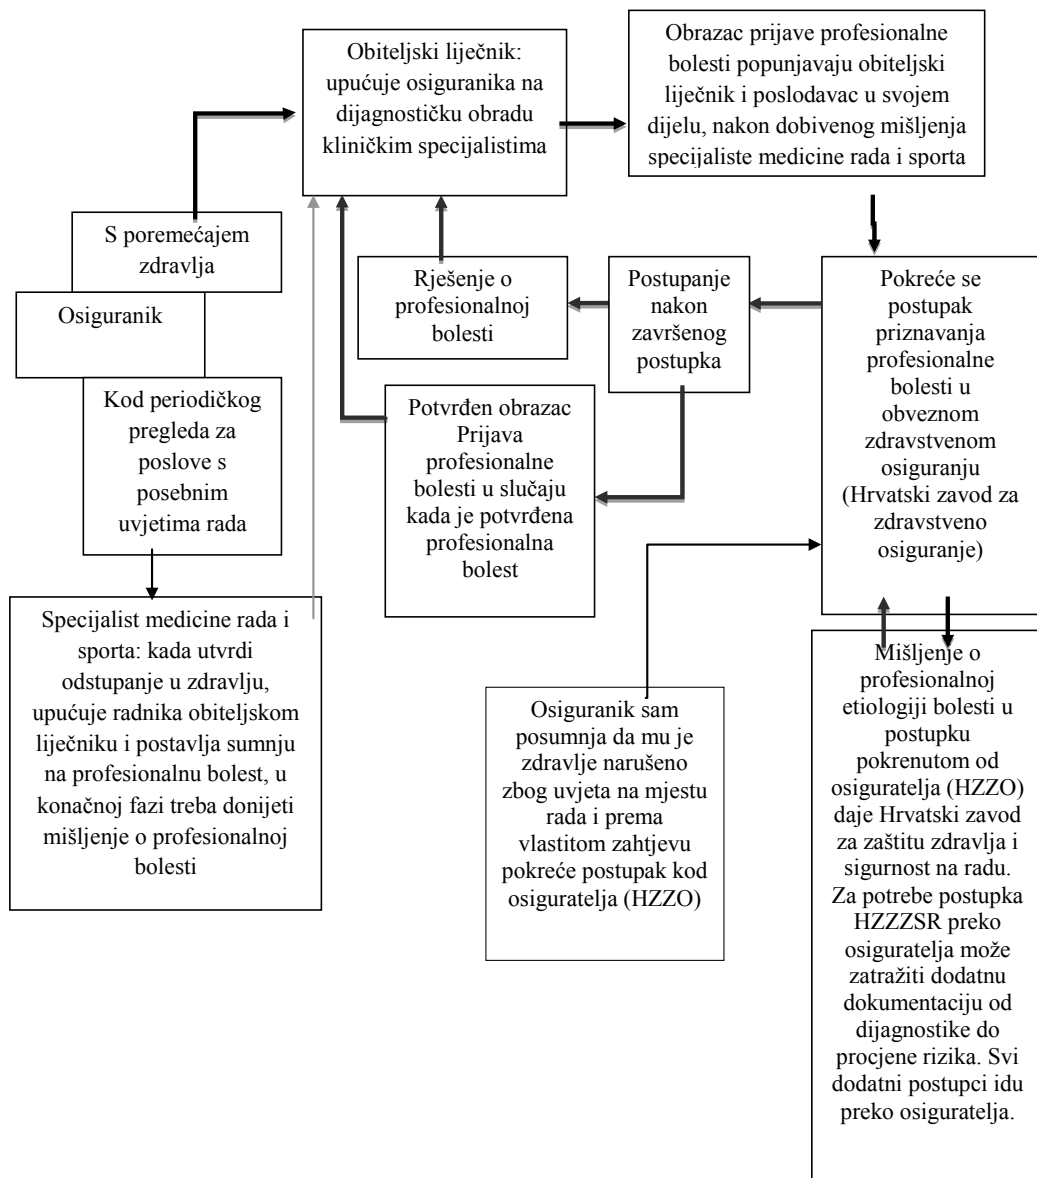 Obiteljski liječnik:
upućuje osiguranika na
dijagnostičku obradu
kliničkim specijalistima
Obrazac prijave profesionalne
bolesti popunjavaju obiteljski
liječnik i poslodavac u svojem
dijelu, nakon dobivenog mišljenja
specijaliste medicine rada i sporta
S poremećajem
zdravlja
Osiguranik
Kod periodičkog
pregleda za
poslove s
posebnim
uvjetima rada
Rješenje o
profesionalnoj
bolesti
Postupanje
nakon
završenog
postupka
Pokreće se
postupak
priznavanja
profesionalne
bolesti u
obveznom
zdravstvenom
osiguranju
(Hrvatski zavod za
zdravstveno
osiguranje)
Potvrđen obrazac
Prijava
profesionalne
bolesti u slučaju
kada je potvrđena
profesionalna
bolest
Specijalist medicine rada i
sporta: kada utvrdi
odstupanje u zdravlju,
upućuje radnika obiteljskom
liječniku i postavlja sumnju
na profesionalnu bolest, u
konačnoj fazi treba donijeti
mišljenje o profesionalnoj
bolesti
Osiguranik sam
posumnja da mu je
zdravlje narušeno
zbog uvjeta na mjestu
rada i prema
vlastitom zahtjevu
pokreće postupak kod
osiguratelja (HZZO)
Mišljenje o
profesionalnoj
etiologiji bolesti u
postupku
pokrenutom od
osiguratelja (HZZO)
daje Hrvatski zavod
za zaštitu zdravlja i
sigurnost na radu.
Za potrebe postupka
HZZZSR preko
osiguratelja može
zatražiti dodatnu
dokumentaciju od
dijagnostike do
procjene rizika. Svi
dodatni postupci idu
preko osiguratelja.